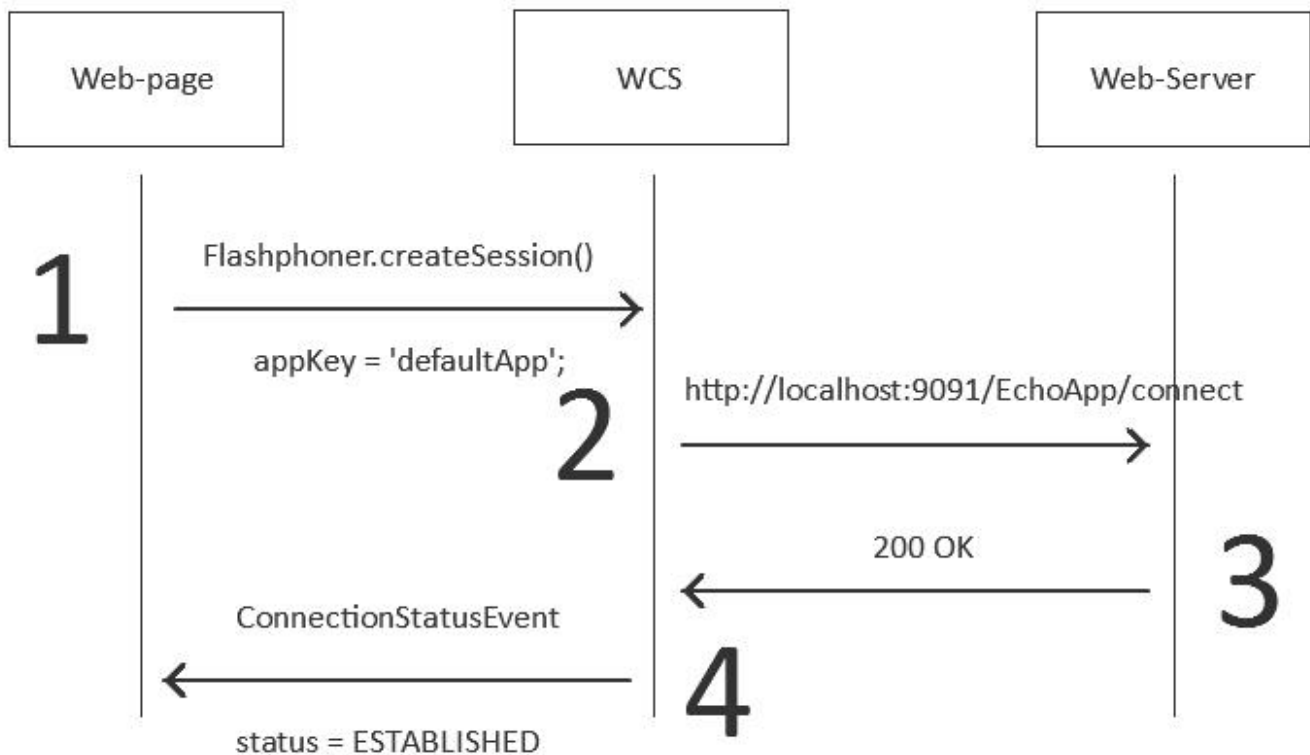 Web-page
WCS
Web-Server
1
Flashphoner.createSession()
appKey = 'defaultApp';
2
http://localhost:9091/EchoApp/connect
200 OK
3
ConnectionStatusEvent
4
status = ESTABLISHED